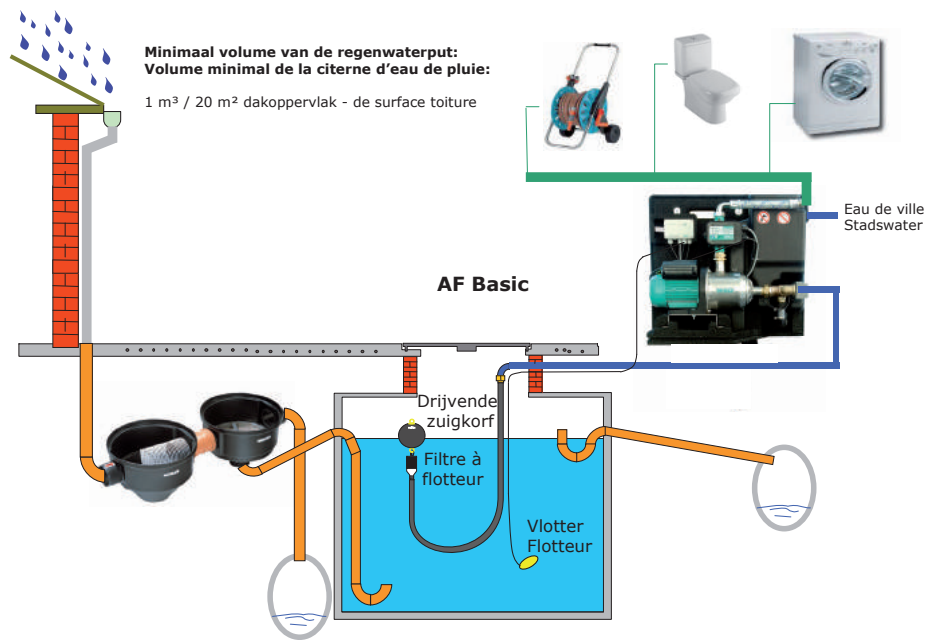 Minimaal volume van de regenwaterput:
Volume minimal de la citerne d'eau de pluie:
1 m³ / 20 m² dakoppervlak - de surface toiture
Eau de ville
Stadswater
AF Basic
Drijvende
zuigkorf
Filtre à
flotteur
Vlotter
Flotteur